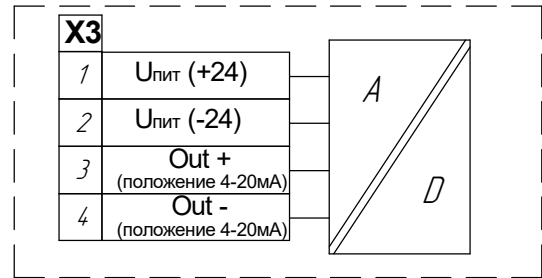 X3
1 Uпит (+24)
2 Uпит (-24)
3 Out +
(положение 4-20мА)
4 Out -
(положение 4-20мА)
A
D